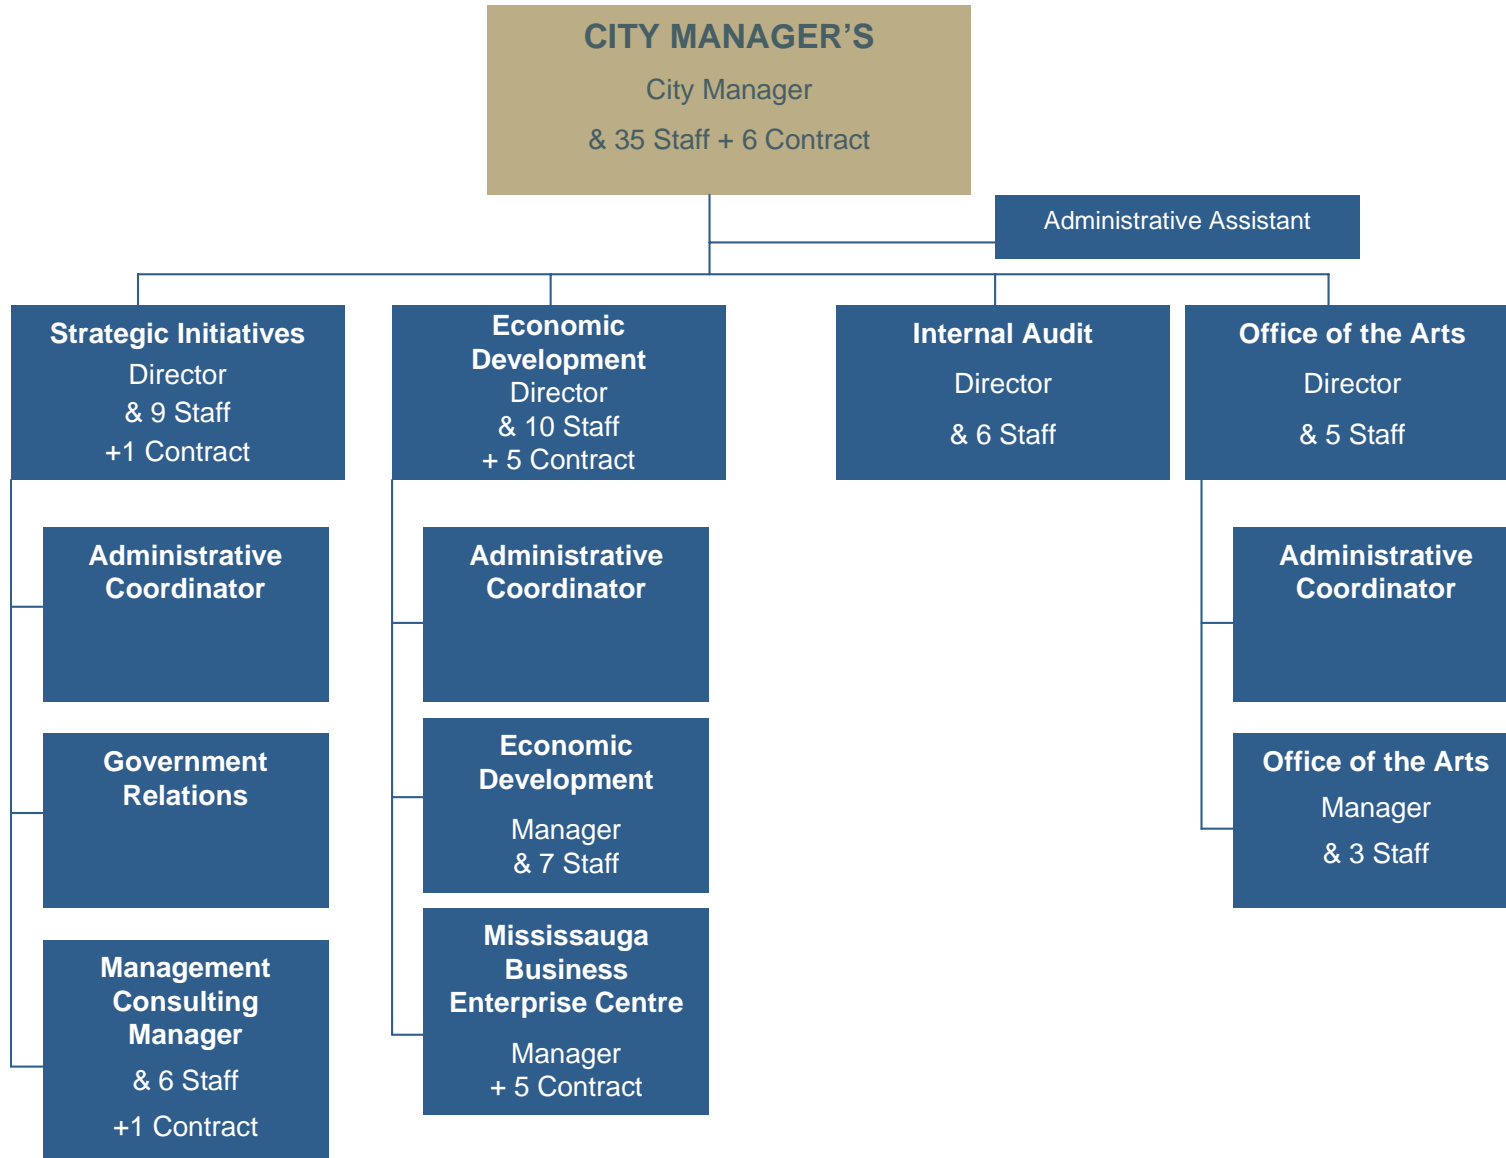 CITY MANAGER’S
City Manager
& 35 Staff + 6 Contract
Administrative Assistant
Strategic Initiatives
Director
& 9 Staff
+1 Contract
Economic
Development
Director
& 10 Staff
+ 5 Contract
Internal Audit
Director
& 6 Staff
Office of the Arts
Director
& 5 Staff
Administrative
Coordinator
Government
Relations
Management
Consulting
Manager
& 6 Staff
+1 Contract
Administrative
Coordinator
Economic
Development
Manager
& 7 Staff
Mississauga
Business
Enterprise Centre
Manager
+ 5 Contract
Administrative
Coordinator
Office of the Arts
Manager
& 3 Staff